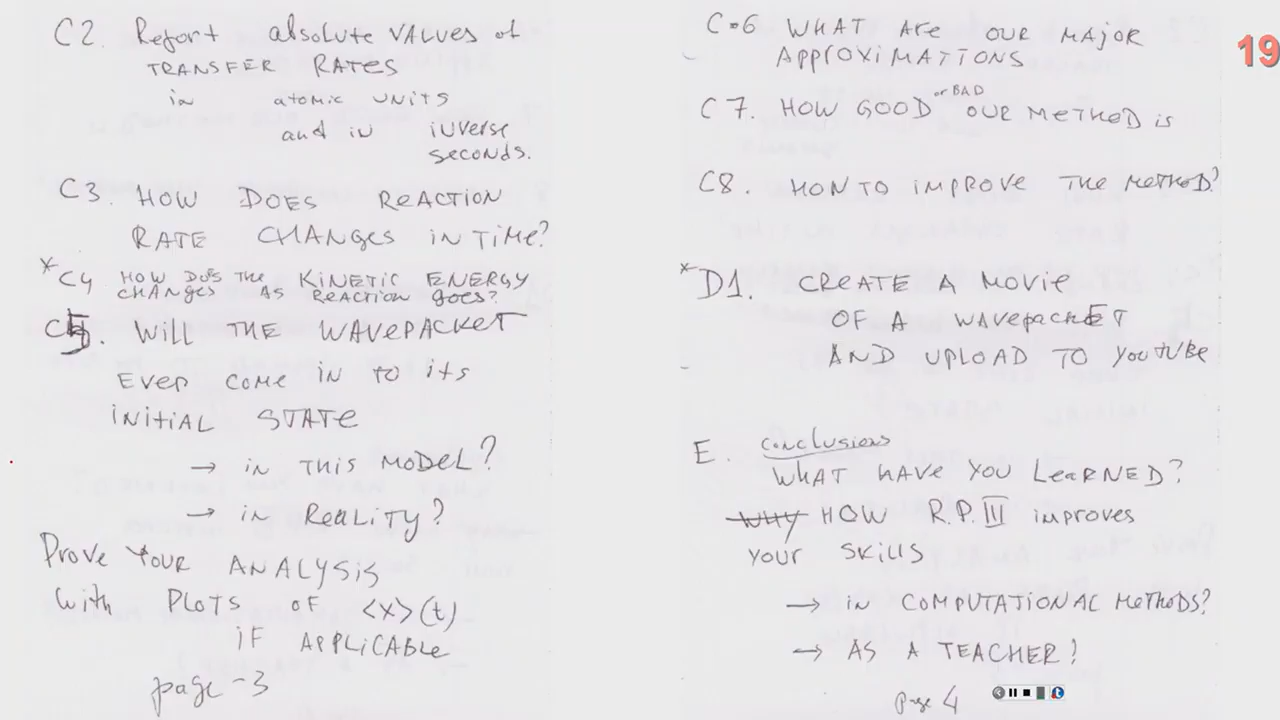 C2. Report absolute VALUES of
TRANSFER RATES
in atomic UNITS
and in inverse
seconds.
C3. HOW DOES REACTION
RATE CHANGES IN TIME?
*C4 HOW DOES THE KINETIC ENERGY
CHANGES AS REACTION goes?
C5. WILL THE WAVEPACKET
EVER COME IN TO its
INITIAL STATE
→ in THIS MODEL?
→ in REALITY?
Prove YOUR ANALYSIS
With PLOTS OF <x>(t)
IF APPLICABLE
page -3
C-6 WHAT ARE OUR MAJOR
APPROXIMATIONS
C7. HOW GOOD or BAD OUR METHOD is
C8. HOW TO IMPROVE THE METHOD?
*D1. CREATE A MOVIE
OF A WAVEPACKET
AND UPLOAD TO YOUTUBE
E. conclusions
WHAT HAVE YOU LEARNED?
WHY HOW R.P. III improves
YOUR SKILLS
→ in COMPUTATIONAL METHODS?
→ AS A TEACHER?
page 4
19